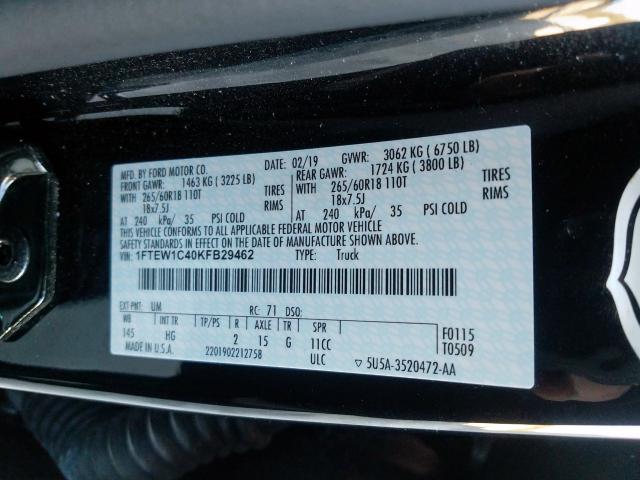 MFD. BY FORD MOTOR CO. DATE: 02/19 GVWR: 3062 KG ( 6750 LB)
FRONT GAWR: 1463 KG ( 3225 LB) REAR GAWR: 1724 KG ( 3800 LB)
WITH 265/60R18 110T TIRES WITH 265/60R18 110T TIRES
18x7.5J RIMS 18x7.5J RIMS
AT 240 kPa/ 35 PSI COLD AT 240 kPa/ 35 PSI COLD
THIS VEHICLE CONFORMS TO ALL APPLICABLE FEDERAL MOTOR VEHICLE
SAFETY STANDARDS IN EFFECT ON THE DATE OF MANUFACTURE SHOWN ABOVE.
VIN: 1FTEW1C40KFB29462 TYPE: Truck
EXT PNT: UM RC: 71 DSO:
WB INT TR TP/PS R AXLE TR SPR F0115
145 HG 2 15 G 11CC T0509
MADE IN U.S.A. 2201902212758 ULC ▽ 5U5A-3520472-AA